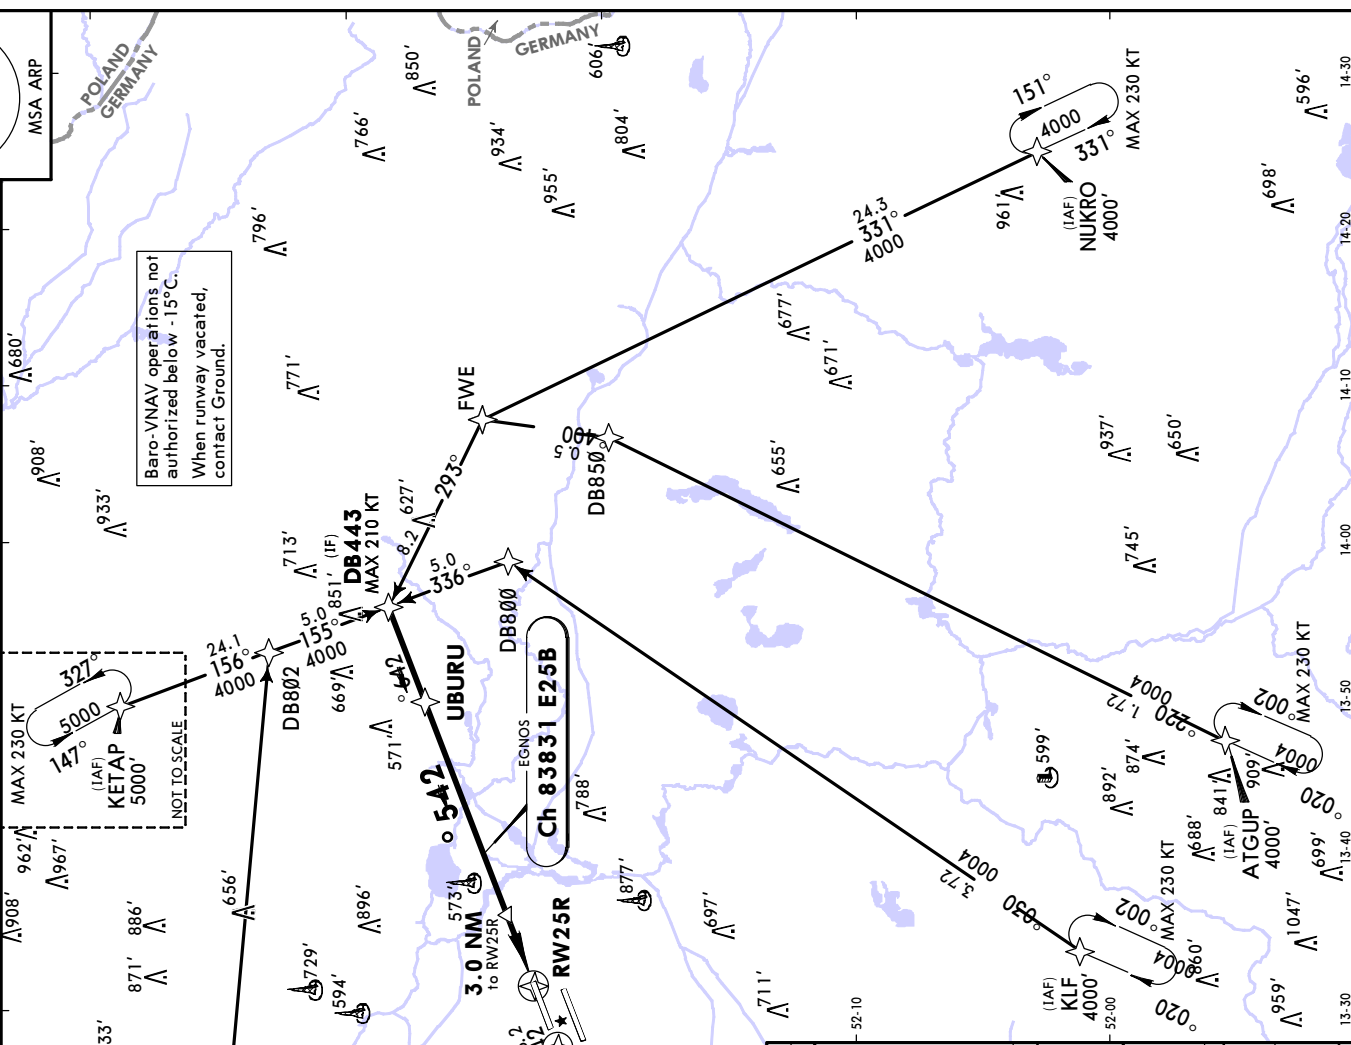 MSA ARP
POLAND
GERMANY
POLAND
GERMANY
850'
606'
766'
934'
804'
955'
796'
680'
908'
933'
771'
713'
Baro-VNAV operations not
authorized below -15°C.
When runway vacated,
contact Ground.
151°
4000
331°
MAX 230 KT
(IAF)
NUKRO
4000'
961'
596'
698'
24.3
331°
4000
677'
671'
FWE
DB850
0.5
655'
937'
650'
745'
293°
8.2
627'
(IF)
DB443
MAX 210 KT
851'
5.0
336°
DB800
5.0
155°
4000
24.1
156°
4000
DB802
669'
571'
MAX 230 KT
327°
5000
147°
(IAF)
KETAP
5000'
NOT TO SCALE
UBURU
EGNOS
Ch 83831 E25B
788'
573'
877'
697'
711'
3.0 NM
to RW25R
RW25R
962'
967'
908'
886'
871'
656'
896'
729'
594'
33'
599'
892'
874'
841'
909'
688'
699'
1047'
959'
860'
(IAF)
ATGUP
4000'
MAX 230 KT
4000
(IAF)
KLF
4000'
MAX 230 KT
4000
52-10
52-00
14-30
14-20
14-10
14-00
13-50
13-40
13-30